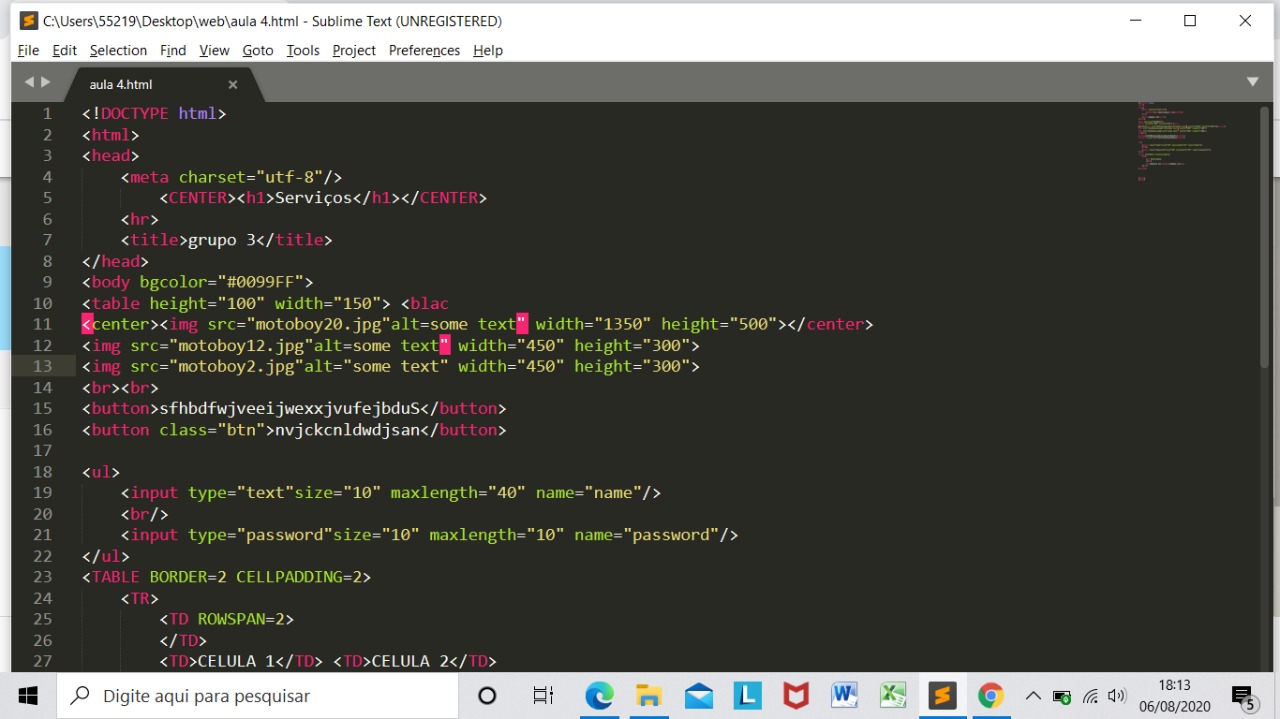 C:\Users\55219\Desktop\web\aula 4.html - Sublime Text (UNREGISTERED)
File Edit Selection Find View Goto Tools Project Preferences Help
aula 4.html
1 <!DOCTYPE html>
2 <html>
3 <head>
4 <meta charset="utf-8"/>
5 <CENTER><h1>Serviços</h1></CENTER>
6 <hr>
7 <title>grupo 3</title>
8 </head>
9 <body bgcolor="#0099FF">
10 <table height="100" width="150"> <blac
11 <center><img src="motoboy20.jpg"alt=some text" width="1350" height="500"></center>
12 <img src="motoboy12.jpg"alt=some text" width="450" height="300">
13 <img src="motoboy2.jpg"alt="some text" width="450" height="300">
14 <br><br>
15 <button>sfhbdfwjveeijwexxjvufejbduS</button>
16 <button class="btn">nvjckcnldwdjsan</button>
17
18 <ul>
19 <input type="text"size="10" maxlength="40" name="name"/>
20 <br/>
21 <input type="password"size="10" maxlength="10" name="password"/>
22 </ul>
23 <TABLE BORDER=2 CELLPADDING=2>
24 <TR>
25 <TD ROWSPAN=2>
26 </TD>
27 <TD>CELULA 1</TD> <TD>CELULA 2</TD>
Digite aqui para pesquisar
18:13
06/08/2020
5